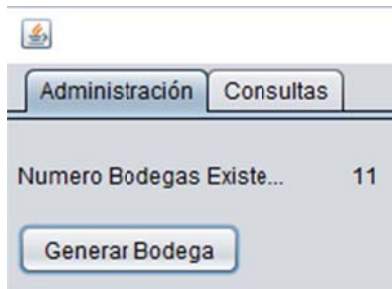 Administración Consultas
Numero Bodegas Existe... 11
Generar Bodega